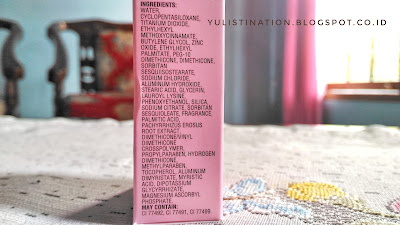 YULISTINATION.BLOGSPOT.CO.ID
INGREDIENTS:
WATER,
CYCLOPENTASILOXANE,
TITANIUM DIOXIDE,
ETHYLHEXYL
METHOXYCINNAMATE,
BUTYLENE GLYCOL, ZINC
OXIDE, ETHYLHEXYL
PALMITATE, PEG-10
DIMETHICONE, DIMETHICONE,
SORBITAN
SESQUIISOSTEARATE,
SODIUM CHLORIDE,
ALUMINUM HYDROXIDE,
STEARIC ACID, GLYCERIN,
LAUROYL LYSINE,
PHENOXYETHANOL, SILICA,
SODIUM CITRATE, SORBITAN
SESQUIOLEATE, FRAGRANCE,
PALMITIC ACID,
PACHYRRHIZUS EROSUS
ROOT EXTRACT,
DIMETHICONE/VINYL
DIMETHICONE
CROSSPOLYMER,
PROPYLPARABEN, HYDROGEN
DIMETHICONE,
METHYLPARABEN,
TOCOPHEROL, ALUMINUM
DIMYRISTATE, MYRISTIC
ACID, DIPOTASSIUM
GLYCYRRHIZATE,
MAGNESIUM ASCORBYL
PHOSPHATE
MAY CONTAIN:
CI 77492, CI 77491, CI 77499